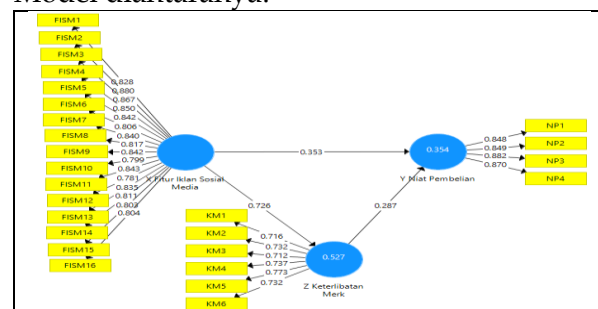 Model diantaranya:
FISM1
FISM2
FISM3
FISM4
FISM5
FISM6
FISM7
FISM8
FISM9
FISM10
FISM11
FISM12
FISM13
FISM14
FISM15
FISM16
0.828
0.880
0.867
0.850
0.842
0.806
0.840
0.817
0.842
0.799
0.843
0.781
0.835
0.811
0.803
0.804
X Fitur Iklan Sosial
Media
0.353
0.726
0.287
0.354
Y Niat Pembelian
0.848
0.849
0.882
0.870
NP1
NP2
NP3
NP4
KM1
KM2
KM3
KM4
KM5
KM6
0.716
0.732
0.712
0.737
0.773
0.732
0.527
Z Keterlibatan
Merk